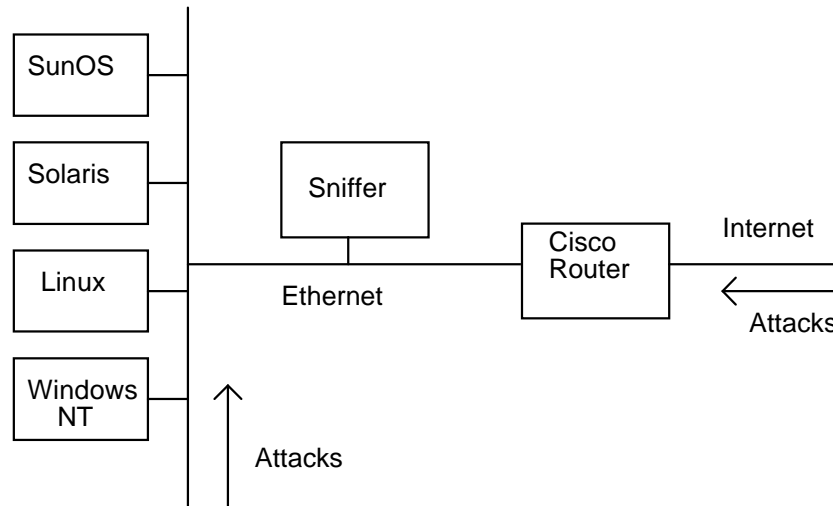 SunOS
Solaris
Linux
Windows
NT
Sniffer
Ethernet
Cisco
Router
Internet
Attacks
Attacks